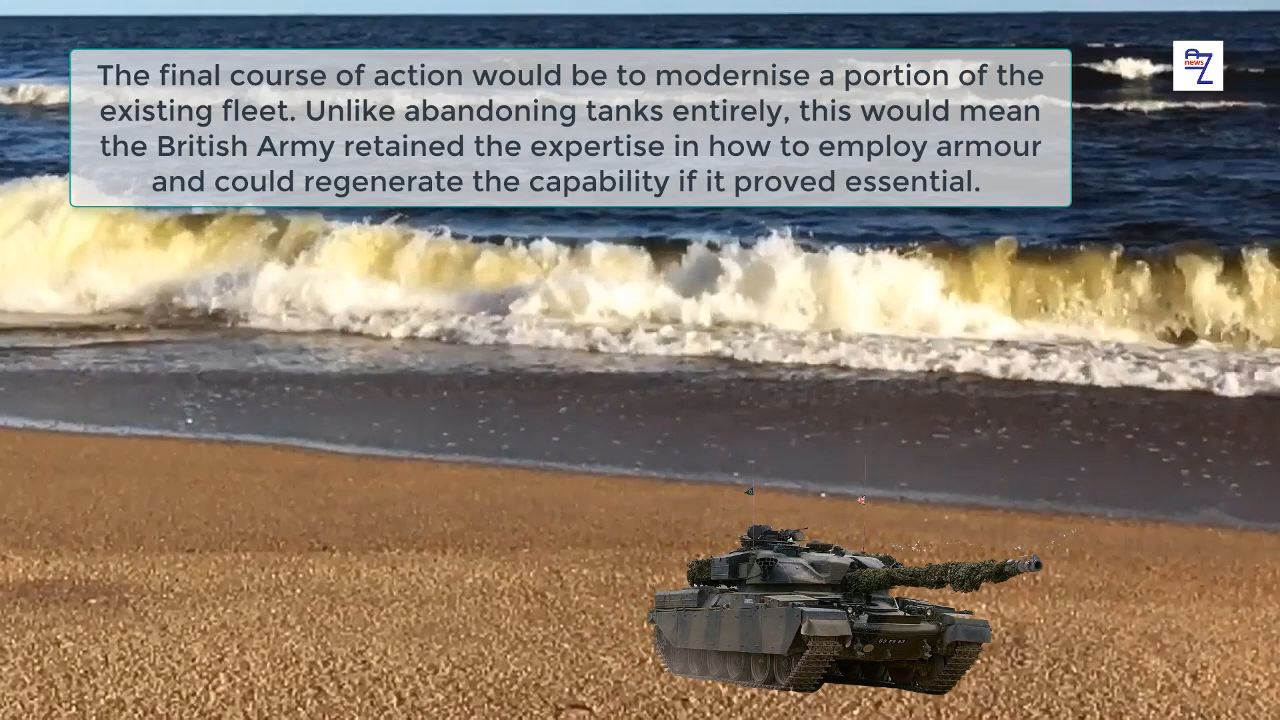 The final course of action would be to modernise a portion of the
existing fleet. Unlike abandoning tanks entirely, this would mean
the British Army retained the expertise in how to employ armour
and could regenerate the capability if it proved essential.
A
news
Z